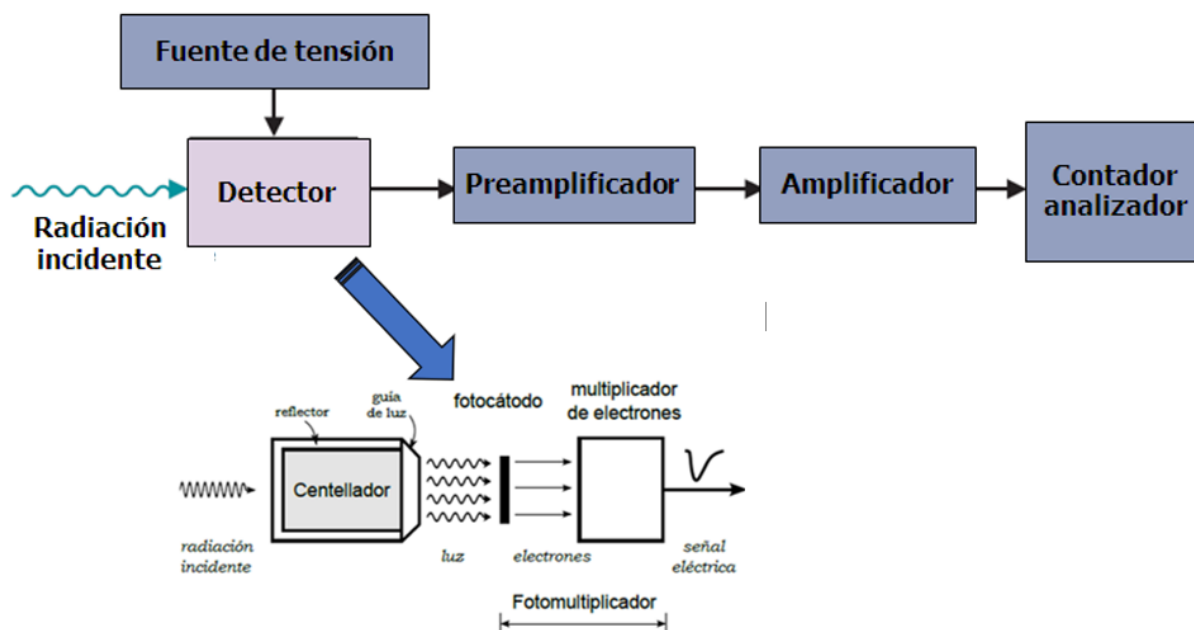 Fuente de tensión
Detector
Preamplificador
Amplificador
Contador
analizador
Radiación
incidente
reflector
guía
de luz
fotocátodo
multiplicador
de electrones
Centellador
radiación
incidente
luz
electrones
señal
eléctrica
Fotomultiplicador